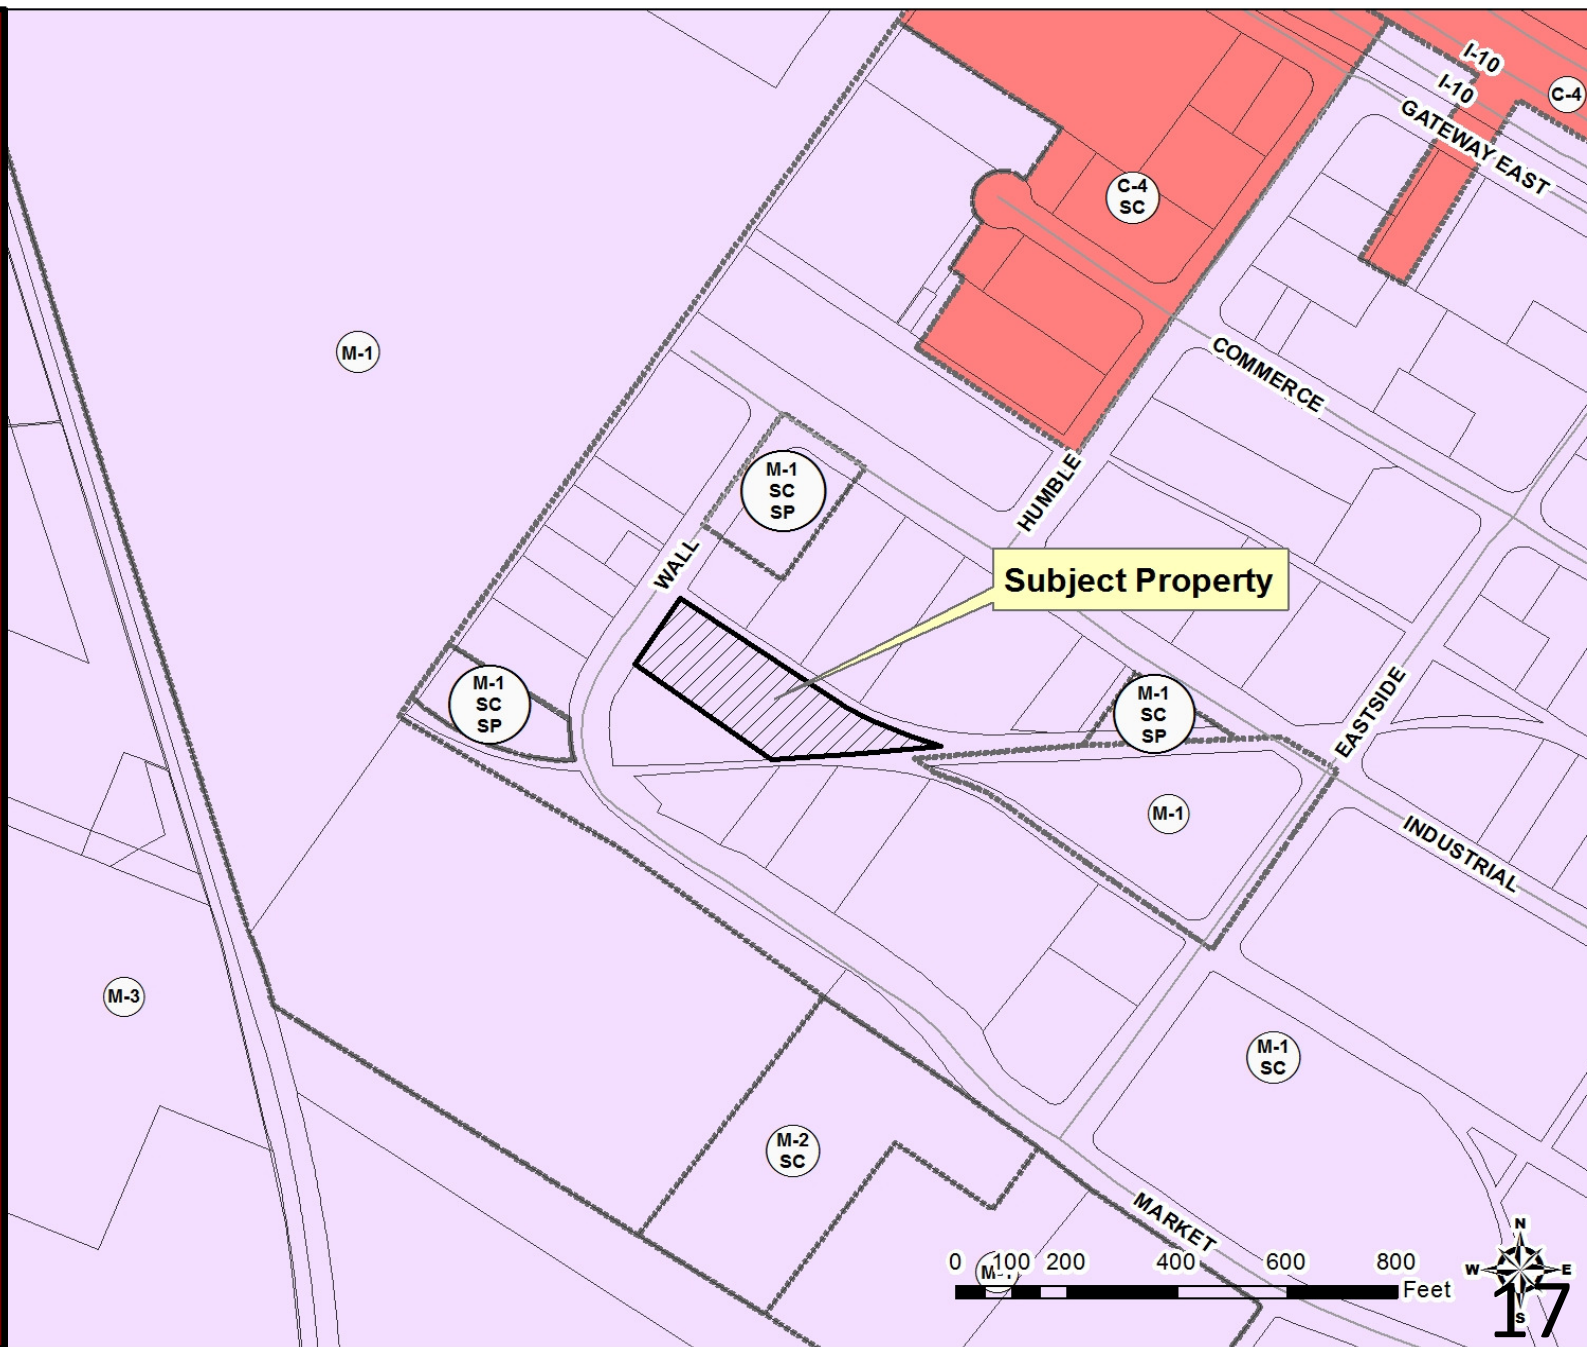 I-10
I-10
C-4
GATEWAY EAST
C-4
SC
M-1
COMMERCE
M-1
SC
SP
HUMBLE
WALL
Subject Property
M-1
SC
SP
M-1
SC
SP
EASTSIDE
M-1
INDUSTRIAL
M-3
M-1
SC
M-2
SC
MARKET
0 100 200 400 600 800
Feet
N
W E
S
17